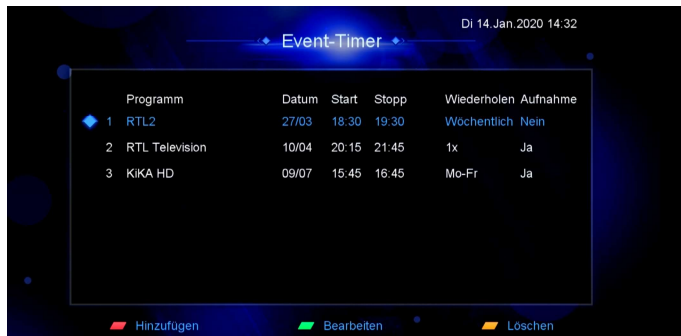 Di 14.Jan.2020 14:32
Event-Timer
Programm Datum Start Stopp Wiederholen Aufnahme
1 RTL2 27/03 18:30 19:30 Wöchentlich Nein
2 RTL Television 10/04 20:15 21:45 1x Ja
3 KiKA HD 09/07 15:45 16:45 Mo-Fr Ja
Hinzufügen Bearbeiten Löschen